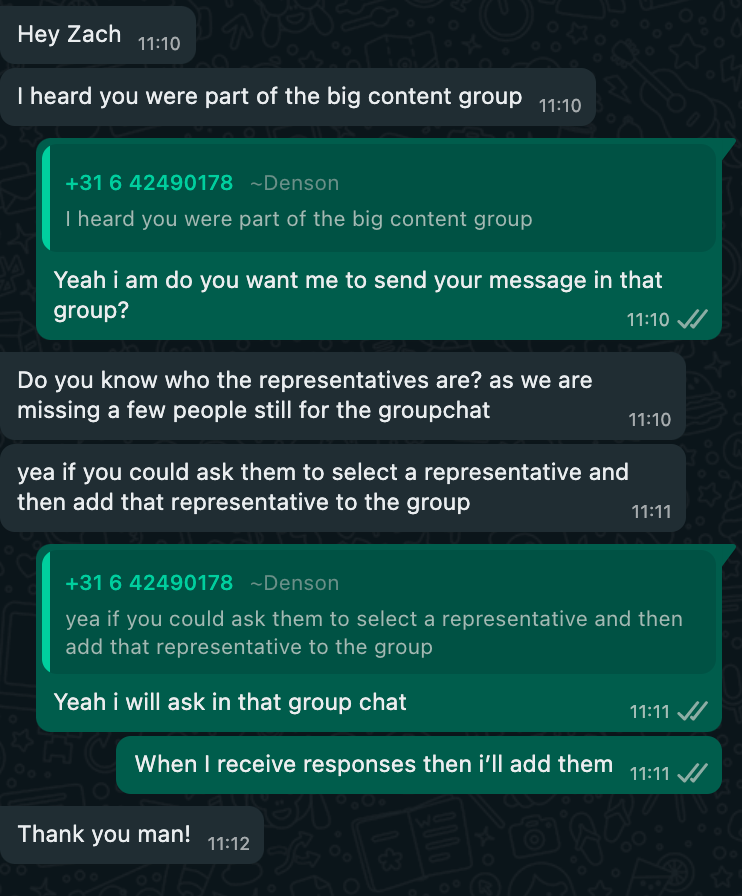 Hey Zach 11:10
I heard you were part of the big content group 11:10
+31 6 42490178 ~Denson
I heard you were part of the big content group
Yeah i am do you want me to send your message in that
group?
11:10
Do you know who the representatives are? as we are
missing a few people still for the groupchat
11:10
yea if you could ask them to select a representative and
then add that representative to the group
11:11
+31 6 42490178 ~Denson
yea if you could ask them to select a representative and then
add that representative to the group
Yeah i will ask in that group chat
11:11
When I receive responses then i’ll add them 11:11
Thank you man! 11:12